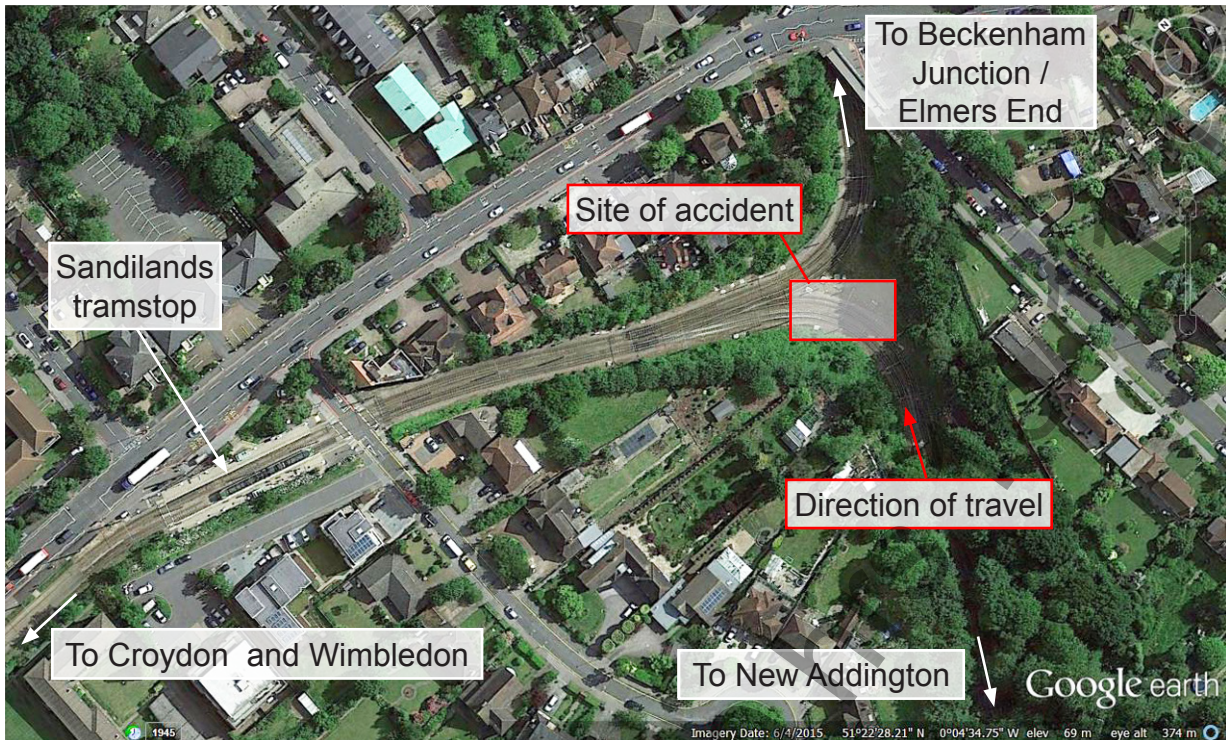 To Beckenham
Junction /
Elmers End
Site of accident
Sandilands
tramstop
Direction of travel
To Croydon and Wimbledon
To New Addington
Google earth
N
1945
Imagery Date: 6/4/2015 51°22'28.21" N 0°04'34.75" W elev 69 m eye alt 374 m